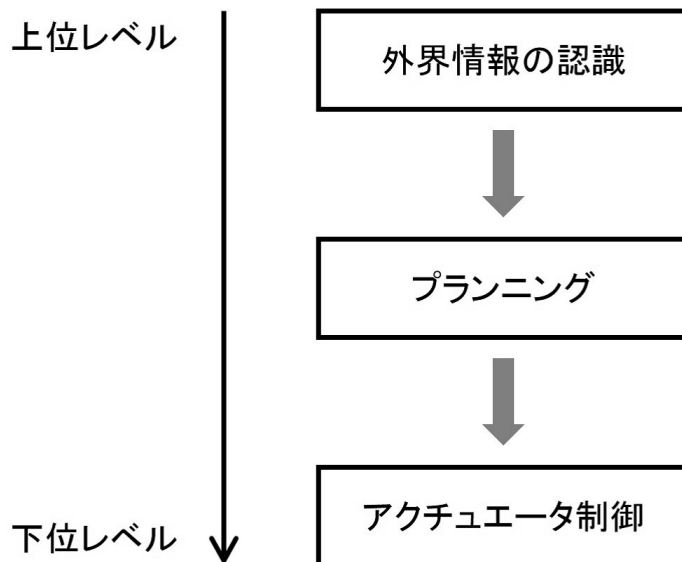 上位レベル
外界情報の認識
プランニング
アクチュエータ制御
下位レベル